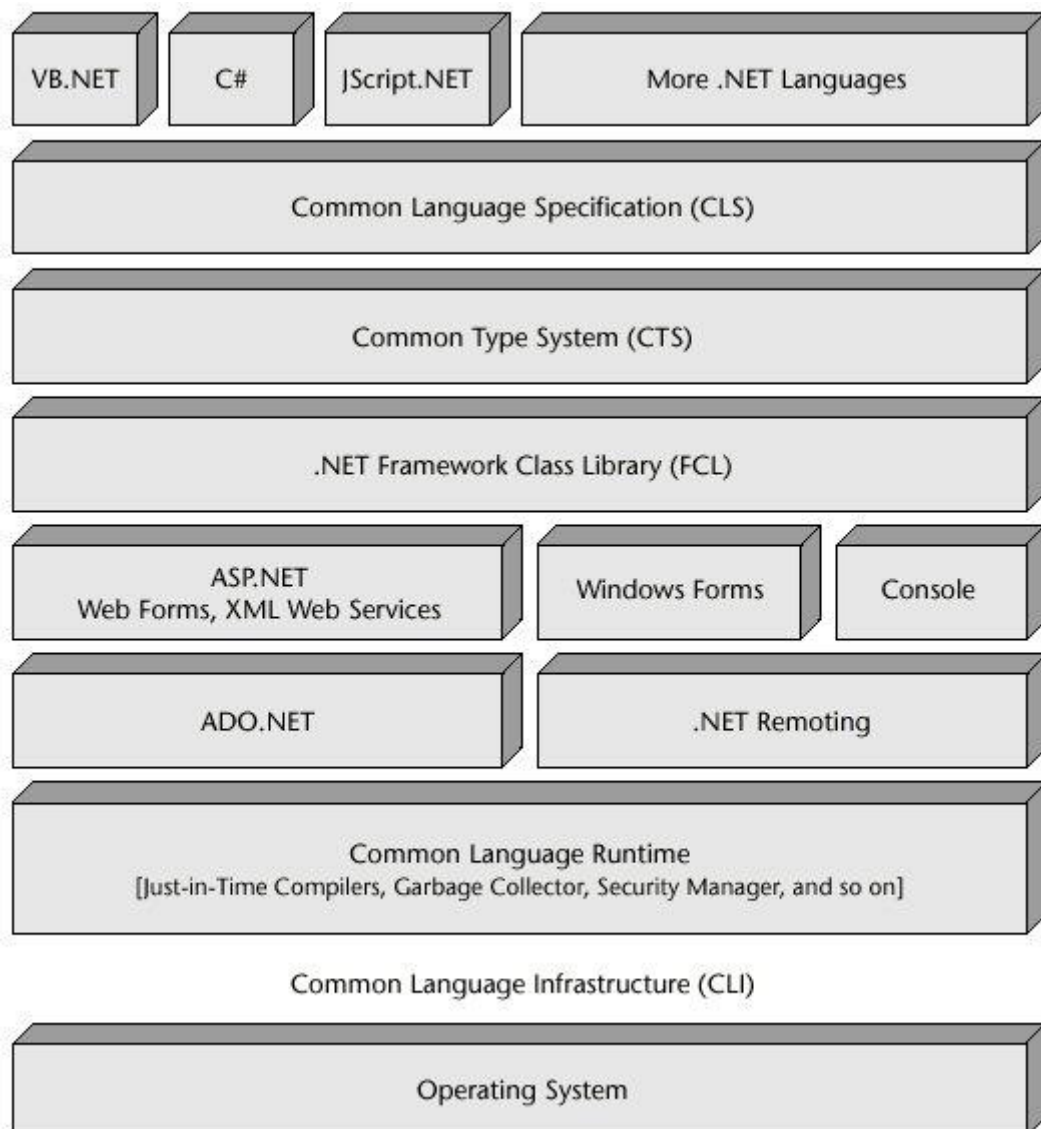 VB.NET
C#
JScript.NET
More .NET Languages
Common Language Specification (CLS)
Common Type System (CTS)
.NET Framework Class Library (FCL)
ASP.NET
Web Forms, XML Web Services
Windows Forms
Console
ADO.NET
.NET Remoting
Common Language Runtime
[Just-in-Time Compilers, Garbage Collector, Security Manager, and so on]
Common Language Infrastructure (CLI)
Operating System